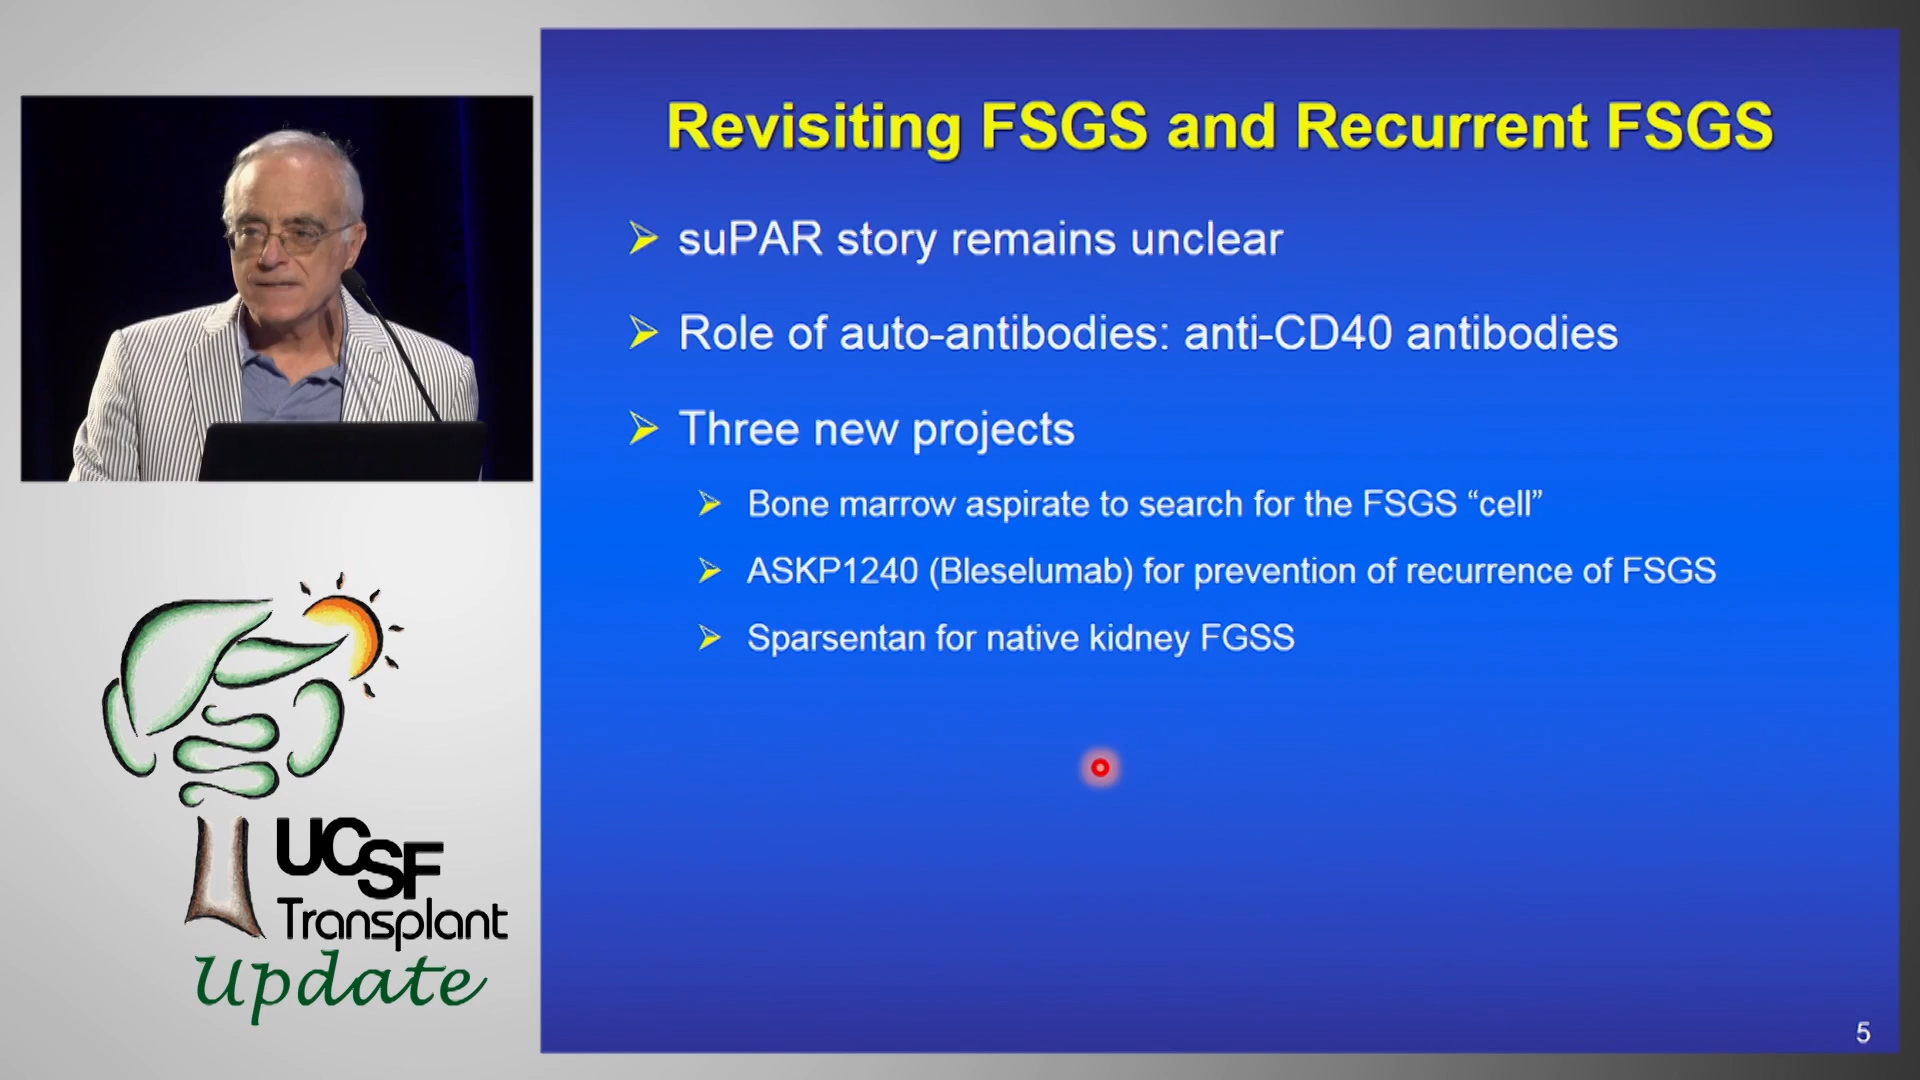 Revisiting FSGS and Recurrent FSGS
suPAR story remains unclear
Role of auto-antibodies: anti-CD40 antibodies
Three new projects
Bone marrow aspirate to search for the FSGS “cell”
ASKP1240 (Bleselumab) for prevention of recurrence of FSGS
Sparsentan for native kidney FGSS
5
UCSF
Transplant
Update